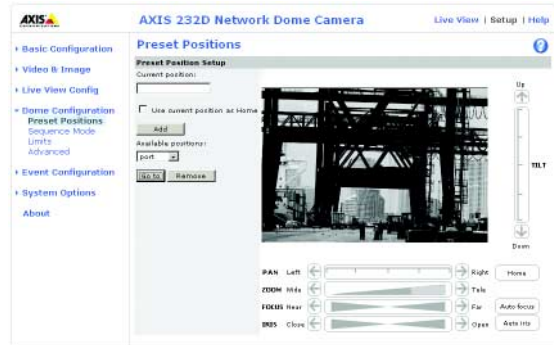 AXIS
AXIS 232D Network Dome Camera
Live View | Setup | Help
Basic Configuration
Video & Image
Live View Config
Dome Configuration
Preset Positions
Sequence Mode
Limits
Advanced
Event Configuration
System Options
About
Preset Positions
Preset Position Setup
Current position:
Use current position as Home
Add
Available positions:
port
Go to
Remove
Up
TILT
Down
PAN Left Right Home
ZOOM Wide Tele
FOCUS Near Far Auto focus
IRIS Close Open Auto iris